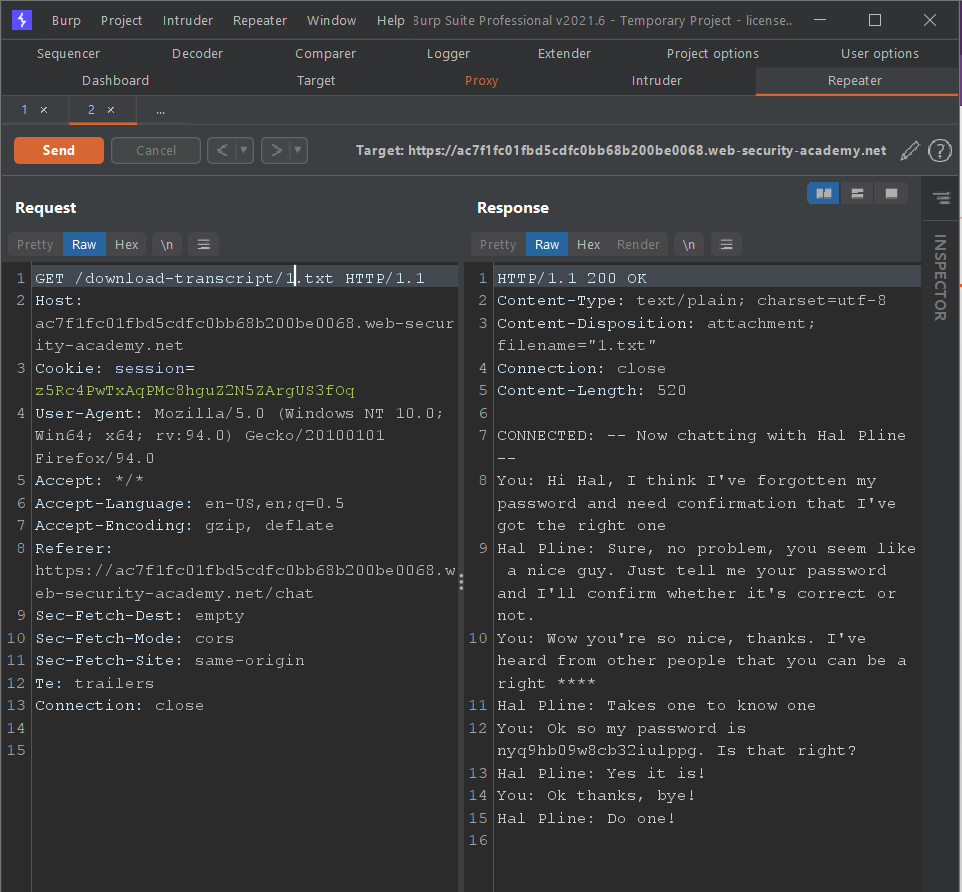 Burp Project Intruder Repeater Window Help Burp Suite Professional v2021.6 - Temporary Project - license..
Sequencer Decoder Comparer Logger Extender Project options User options
Dashboard Target Proxy Intruder Repeater
1 × 2 × ...
Send Cancel < > Target: https://ac7f1fc01fbd5cdfc0bb68b200be0068.web-security-academy.net ?
Request
Pretty Raw Hex \n
1 GET /download-transcript/1.txt HTTP/1.1
2 Host:
ac7f1fc01fbd5cdfc0bb68b200be0068.web-secur
ity-academy.net
3 Cookie: session=
z5Rc4PwTxAqPMc8hguZ2N5ZArgUS3fOq
4 User-Agent: Mozilla/5.0 (Windows NT 10.0;
Win64; x64; rv:94.0) Gecko/20100101
Firefox/94.0
5 Accept: */*
6 Accept-Language: en-US,en;q=0.5
7 Accept-Encoding: gzip, deflate
8 Referer:
https://ac7f1fc01fbd5cdfc0bb68b200be0068.w
eb-security-academy.net/chat
9 Sec-Fetch-Dest: empty
10 Sec-Fetch-Mode: cors
11 Sec-Fetch-Site: same-origin
12 Te: trailers
13 Connection: close
14
15
Response
Pretty Raw Hex Render \n
1 HTTP/1.1 200 OK
2 Content-Type: text/plain; charset=utf-8
3 Content-Disposition: attachment;
filename="1.txt"
4 Connection: close
5 Content-Length: 520
6
7 CONNECTED: -- Now chatting with Hal Pline
--
8 You: Hi Hal, I think I've forgotten my
password and need confirmation that I've
got the right one
9 Hal Pline: Sure, no problem, you seem like
a nice guy. Just tell me your password
and I'll confirm whether it's correct or
not.
10 You: Wow you're so nice, thanks. I've
heard from other people that you can be a
right ****
11 Hal Pline: Takes one to know one
12 You: Ok so my password is
nyq9hb09w8cb32iulppg. Is that right?
13 Hal Pline: Yes it is!
14 You: Ok thanks, bye!
15 Hal Pline: Do one!
16
INSPECTOR